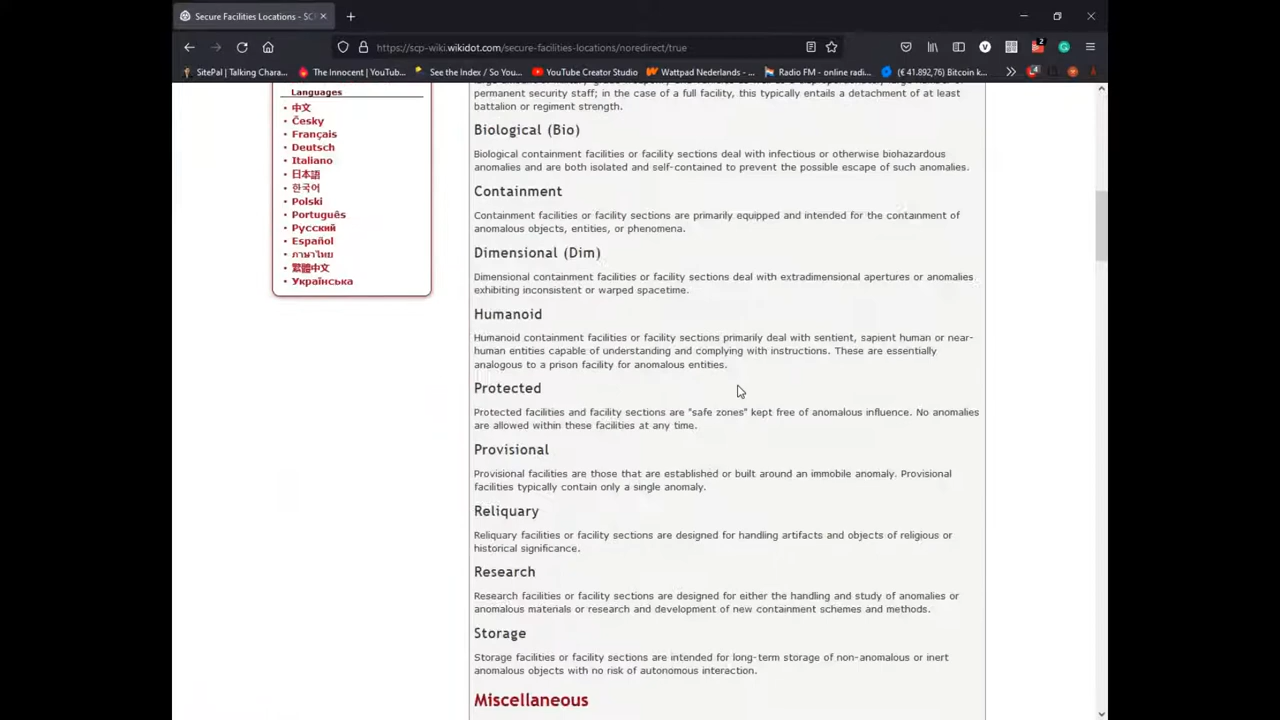 Secure Facilities Locations - SC
https://scp-wiki.wikidot.com/secure-facilities-locations/noredirect/true
SitePal | Talking Chara...
The Innocent | YouTub...
See the Index / So You...
YouTube Creator Studio
Wattpad Nederlands - ...
Radio FM - online radi...
(€ 41.892,76) Bitcoin k...
Languages
中文
Česky
Français
Deutsch
Italiano
日本語
한국어
Polski
Português
Русский
Español
ภาษาไทย
繁體中文
Українська
permanent security staff; in the case of a full facility, this typically entails a detachment of at least
battalion or regiment strength.
Biological (Bio)
Biological containment facilities or facility sections deal with infectious or otherwise biohazardous
anomalies and are both isolated and self-contained to prevent the possible escape of such anomalies.
Containment
Containment facilities or facility sections are primarily equipped and intended for the containment of
anomalous objects, entities, or phenomena.
Dimensional (Dim)
Dimensional containment facilities or facility sections deal with extradimensional apertures or anomalies
exhibiting inconsistent or warped spacetime.
Humanoid
Humanoid containment facilities or facility sections primarily deal with sentient, sapient human or near-
human entities capable of understanding and complying with instructions. These are essentially
analogous to a prison facility for anomalous entities.
Protected
Protected facilities and facility sections are "safe zones" kept free of anomalous influence. No anomalies
are allowed within these facilities at any time.
Provisional
Provisional facilities are those that are established or built around an immobile anomaly. Provisional
facilities typically contain only a single anomaly.
Reliquary
Reliquary facilities or facility sections are designed for handling artifacts and objects of religious or
historical significance.
Research
Research facilities or facility sections are designed for either the handling and study of anomalies or
anomalous materials or research and development of new containment schemes and methods.
Storage
Storage facilities or facility sections are intended for long-term storage of non-anomalous or inert
anomalous objects with no risk of autonomous interaction.
Miscellaneous